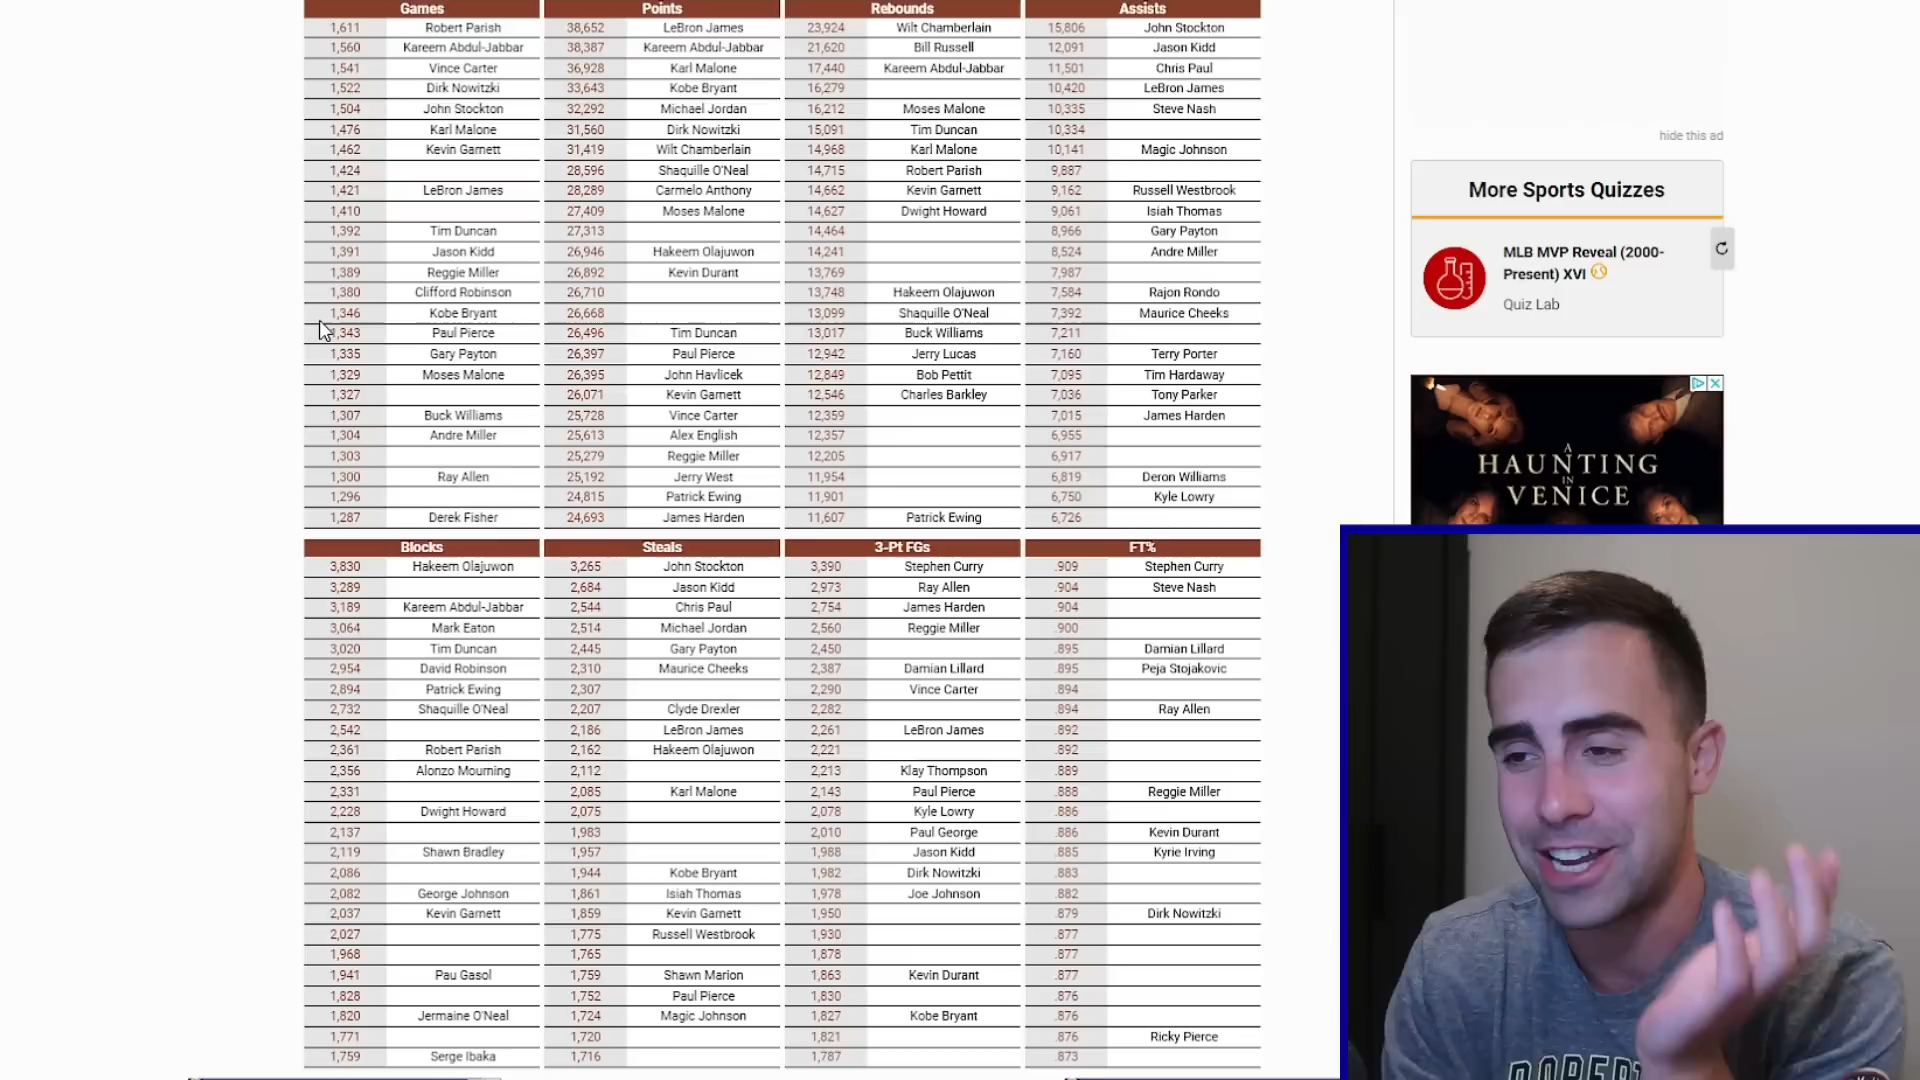 Games Points Rebounds Assists
1,611 Robert Parish 38,652 LeBron James 23,924 Wilt Chamberlain 15,806 John Stockton
1,560 Kareem Abdul-Jabbar 38,387 Kareem Abdul-Jabbar 21,620 Bill Russell 12,091 Jason Kidd
1,541 Vince Carter 36,928 Karl Malone 17,440 Kareem Abdul-Jabbar 11,501 Chris Paul
1,522 Dirk Nowitzki 33,643 Kobe Bryant 16,279 10,420 LeBron James
1,504 John Stockton 32,292 Michael Jordan 16,212 Moses Malone 10,335 Steve Nash
1,476 Karl Malone 31,560 Dirk Nowitzki 15,091 Tim Duncan 10,334
1,462 Kevin Garnett 31,419 Wilt Chamberlain 14,968 Karl Malone 10,141 Magic Johnson
1,424 28,596 Shaquille O'Neal 14,715 Robert Parish 9,887
1,421 LeBron James 28,289 Carmelo Anthony 14,662 Kevin Garnett 9,162 Russell Westbrook
1,410 27,409 Moses Malone 14,627 Dwight Howard 9,061 Isiah Thomas
1,392 Tim Duncan 27,313 14,464 8,966 Gary Payton
1,391 Jason Kidd 26,946 Hakeem Olajuwon 14,241 8,524 Andre Miller
1,389 Reggie Miller 26,892 Kevin Durant 13,769 7,987
1,380 Clifford Robinson 26,710 13,748 Hakeem Olajuwon 7,584 Rajon Rondo
1,346 Kobe Bryant 26,668 13,099 Shaquille O'Neal 7,392 Maurice Cheeks
1,343 Paul Pierce 26,496 Tim Duncan 13,017 Buck Williams 7,211
1,335 Gary Payton 26,397 Paul Pierce 12,942 Jerry Lucas 7,160 Terry Porter
1,329 Moses Malone 26,395 John Havlicek 12,849 Bob Pettit 7,095 Tim Hardaway
1,327 26,071 Kevin Garnett 12,546 Charles Barkley 7,036 Tony Parker
1,307 Buck Williams 25,728 Vince Carter 12,359 7,015 James Harden
1,304 Andre Miller 25,613 Alex English 12,357 6,955
1,303 25,279 Reggie Miller 12,205 6,917
1,300 Ray Allen 25,192 Jerry West 11,954 6,819 Deron Williams
1,296 24,815 Patrick Ewing 11,901 6,750 Kyle Lowry
1,287 Derek Fisher 24,693 James Harden 11,607 Patrick Ewing 6,726
Blocks Steals 3-Pt FGs FT%
3,830 Hakeem Olajuwon 3,265 John Stockton 3,390 Stephen Curry .909 Stephen Curry
3,289 2,684 Jason Kidd 2,973 Ray Allen .904 Steve Nash
3,189 Kareem Abdul-Jabbar 2,544 Chris Paul 2,754 James Harden .904
3,064 Mark Eaton 2,514 Michael Jordan 2,560 Reggie Miller .900
3,020 Tim Duncan 2,445 Gary Payton 2,450 .895 Damian Lillard
2,954 David Robinson 2,310 Maurice Cheeks 2,387 Damian Lillard .895 Peja Stojakovic
2,894 Patrick Ewing 2,307 2,290 Vince Carter .894
2,732 Shaquille O'Neal 2,207 Clyde Drexler 2,282 .894 Ray Allen
2,542 2,186 LeBron James 2,261 LeBron James .892
2,361 Robert Parish 2,162 Hakeem Olajuwon 2,221 .892
2,356 Alonzo Mourning 2,112 2,213 Klay Thompson .889
2,331 2,085 Karl Malone 2,143 Paul Pierce .888 Reggie Miller
2,228 Dwight Howard 2,075 2,078 Kyle Lowry .886
2,137 1,983 2,010 Paul George .886 Kevin Durant
2,119 Shawn Bradley 1,957 1,988 Jason Kidd .885 Kyrie Irving
2,086 1,944 Kobe Bryant 1,982 Dirk Nowitzki .883
2,082 George Johnson 1,861 Isiah Thomas 1,978 Joe Johnson .882
2,037 Kevin Garnett 1,859 Kevin Garnett 1,950 .879 Dirk Nowitzki
2,027 1,775 Russell Westbrook 1,930 .877
1,968 1,765 1,878 .877
1,941 Pau Gasol 1,759 Shawn Marion 1,863 Kevin Durant .877
1,828 1,752 Paul Pierce 1,830 .876
1,820 Jermaine O'Neal 1,724 Magic Johnson 1,827 Kobe Bryant .876
1,771 1,720 1,821 .876 Ricky Pierce
1,759 Serge Ibaka 1,716 1,787 .873
hide this ad
More Sports Quizzes
MLB MVP Reveal (2000-
Present) XVI
Quiz Lab
A
HAUNTING
IN
VENICE